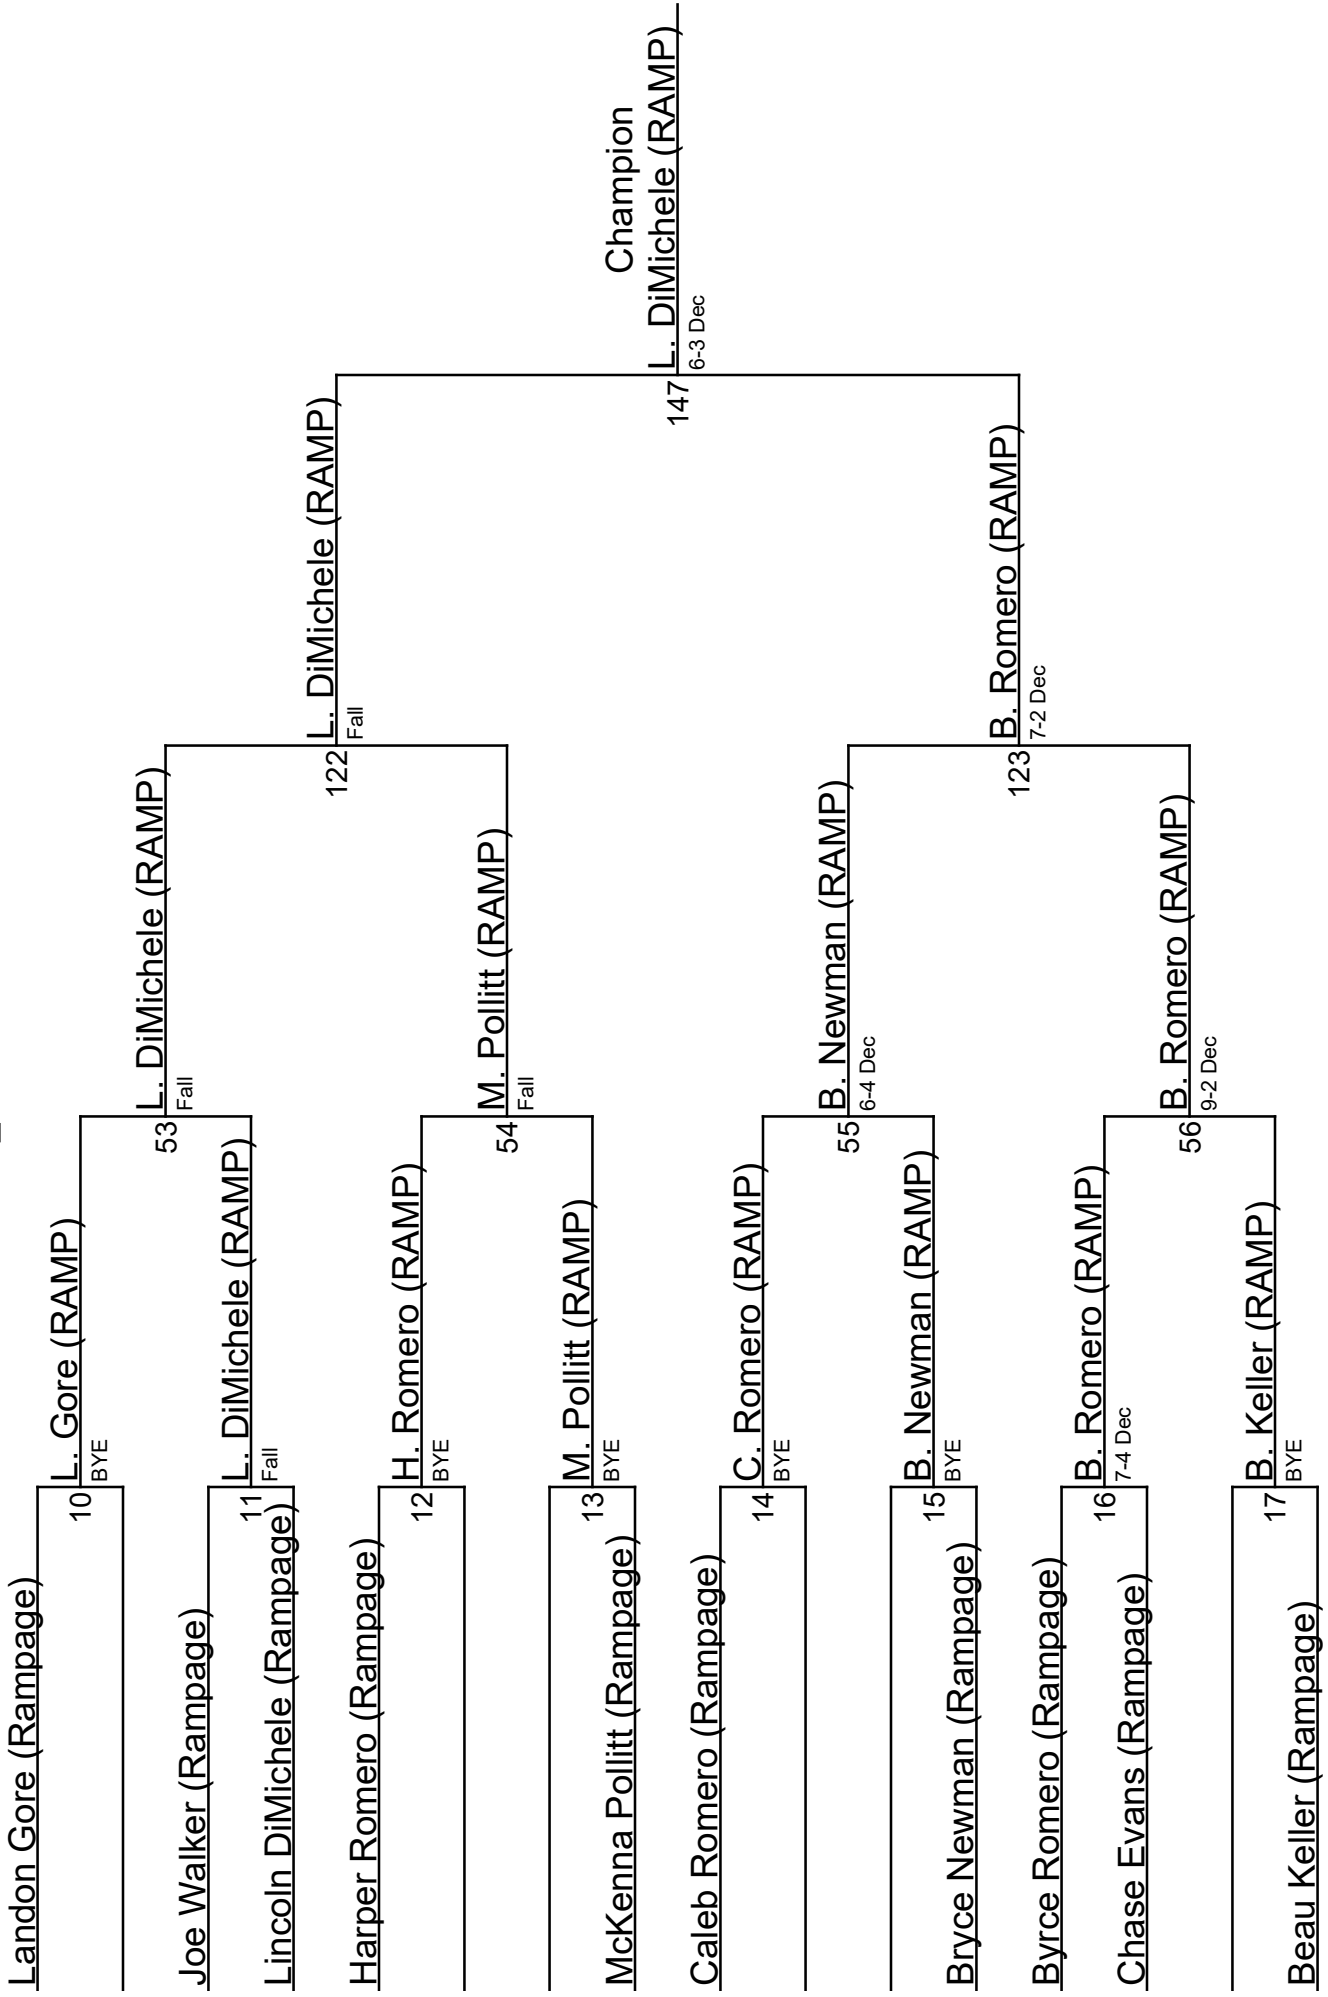 Landon Gore (Rampage)
Joe Walker (Rampage)
Lincoln DiMichele (Rampage)
Harper Romero (Rampage)
McKenna Pollitt (Rampage)
Caleb Romero (Rampage)
Bryce Newman (Rampage)
Byrce Romero (Rampage)
Chase Evans (Rampage)
Beau Keller (Rampage)
10
L. Gore (RAMP)
BYE
11
L. DiMichele (RAMP)
Fall
12
H. Romero (RAMP)
BYE
13
M. Pollitt (RAMP)
BYE
14
C. Romero (RAMP)
BYE
15
B. Newman (RAMP)
BYE
16
B. Romero (RAMP)
7-4 Dec
17
B. Keller (RAMP)
BYE
53
L. DiMichele (RAMP)
Fall
54
M. Pollitt (RAMP)
Fall
55
B. Newman (RAMP)
6-4 Dec
56
B. Romero (RAMP)
9-2 Dec
122
L. DiMichele (RAMP)
Fall
123
B. Romero (RAMP)
7-2 Dec
147
Champion
L. DiMichele (RAMP)
6-3 Dec